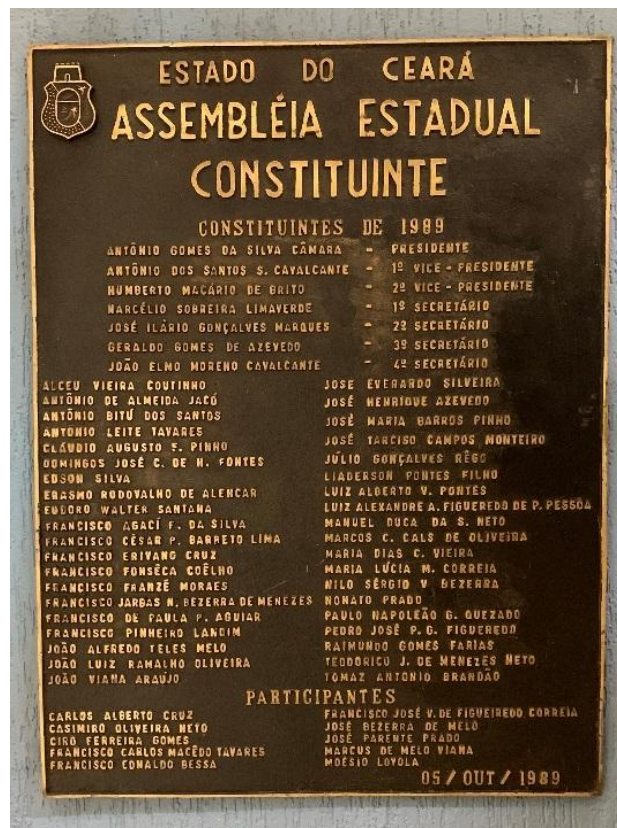 ESTADO DO CEARÁ
ASSEMBLÉIA ESTADUAL
CONSTITUINTE
CONSTITUINTES DE 1989
ANTÔNIO GOMES DA SILVA CÂMARA - PRESIDENTE
ANTÔNIO DOS SANTOS S. CAVALCANTE - 1º VICE-PRESIDENTE
HUMBERTO MACÁRIO DE BRITO - 2º VICE-PRESIDENTE
MARCÉLIO SOBREIRA LIMAVERDE - 1º SECRETÁRIO
JOSÉ ILÁRIO GONÇALVES MARQUES - 2º SECRETÁRIO
GERALDO GOMES DE AZEVEDO - 3º SECRETÁRIO
JOÃO ELMO MORENO CAVALCANTE - 4º SECRETÁRIO
ALCEU VIEIRA COUTINHO
ANTÔNIO DE ALMEIDA JACÓ
ANTÔNIO BITÚ DOS SANTOS
ANTONIO LEITE TAVARES
CLÁUDIO AUGUSTO F. PINHO
DOMINGOS JOSÉ C. DE H. FONTES
EDSON SILVA
ERASMO RODOVALHO DE ALENCAR
EUDORO WALTER SANTANA
FRANCISCO AGACÍ F. DA SILVA
FRANCISCO CÉSAR P. BARRETO LIMA
FRANCISCO ERIVANO CRUZ
FRANCISCO FONSÊCA COÊLHO
FRANCISCO FRANZÉ MORAES
FRANCISCO JARBAS N. BEZERRA DE MENEZES
FRANCISCO DE PAULA P. AGUIAR
FRANCISCO PINHEIRO LANDIM
JOÃO ALFREDO TELES MELO
JOÃO LUIZ RAMALHO OLIVEIRA
JOÃO VIANA ARAÚJO
JOSE EVERARDO SILVEIRA
JOSÉ HENRIQUE AZEVEDO
JOSÉ MARIA BARROS PINHO
JOSÉ TARCISO CAMPOS MONTEIRO
JÚLIO GONÇALVES RÊGO
LIADERSON PONTES FILHO
LUIZ ALBERTO V. PONTES
LUIZ ALEXANDRE A. FIGUEREDO DE P. PESSÔA
MANUEL DUCA DA S. NETO
MARCOS C. CALS DE OLIVEIRA
MARIA DIAS C. VIEIRA
MARIA LÚCIA M. CORREIA
NILO SÉRGIO V BEZERRA
NONATO PRADO
PAULO NAPOLEÃO G. QUEZADO
PEDRO JOSÉ P. G. FIGUEREDO
RAIMUNDO GOMES FARIAS
TEODORICO J. DE MENEZES NETO
TOMAZ ANTONIO BRANDÃO
PARTICIPANTES
CARLOS ALBERTO CRUZ
CASIMIRO OLIVEIRA NETO
CIRO FERREIRA GOMES
FRANCISCO CARLOS MACÊDO TAVARES
FRANCISCO EDNALDO BESSA
FRANCISCO JOSÉ V. DE FIGUEIREDO CORREIA
JOSÉ BEZERRA DE MELO
JOSÉ PARENTE PRADO
MARCUS DE MELO VIANA
MOÉSIO LOYOLA
05 / OUT / 1989